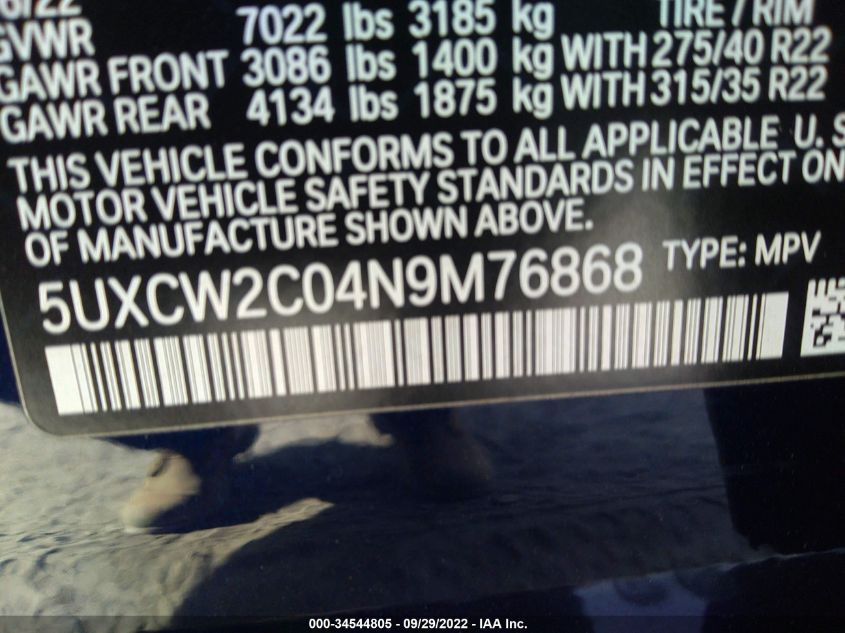 6/22
GVWR 7022 lbs 3185 kg TIRE / RIM
GAWR FRONT 3086 lbs 1400 kg WITH 275/40 R22
GAWR REAR 4134 lbs 1875 kg WITH 315/35 R22
THIS VEHICLE CONFORMS TO ALL APPLICABLE U. S
MOTOR VEHICLE SAFETY STANDARDS IN EFFECT ON
OF MANUFACTURE SHOWN ABOVE.
5UXCW2C04N9M76868 TYPE: MPV
000-34544805 - 09/29/2022 - IAA Inc.